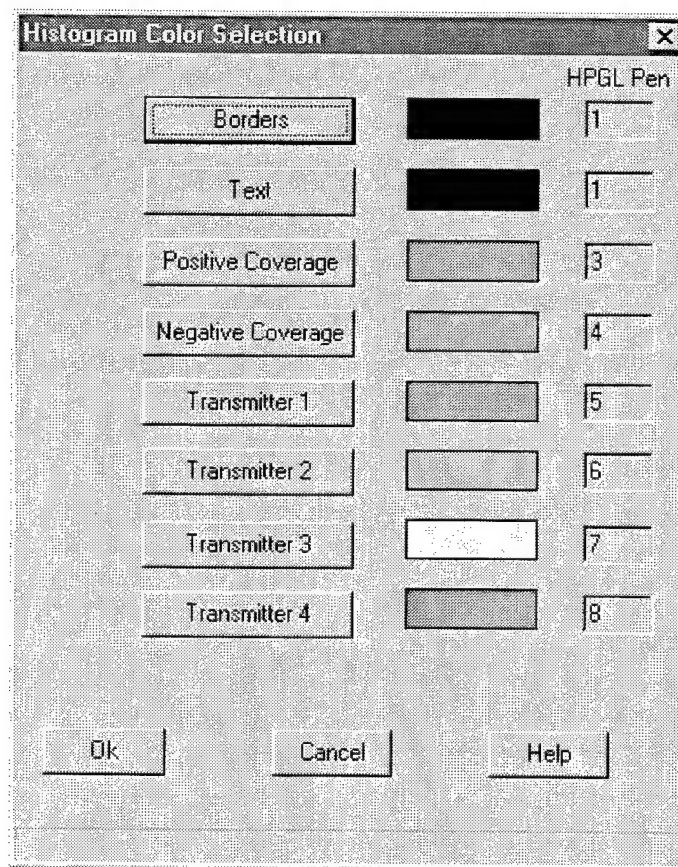 Histogram Color Selection
HPGL Pen
Borders 1
Text 1
Positive Coverage 3
Negative Coverage 4
Transmitter 1 5
Transmitter 2 6
Transmitter 3 7
Transmitter 4 8
Ok Cancel Help